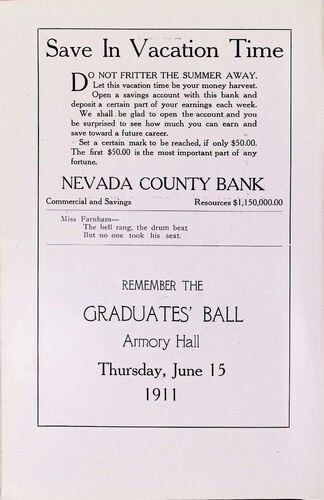 Save In Vacation Time
DO NOT FRITTER THE SUMMER AWAY.
Let this vacation time be your money harvest.
Open a savings account with this bank and
deposit a certain part of your earnings each week.
We shall be glad to open the account and you
be surprised to see how much you can earn and
save toward a future career.
Set a certain mark to be reached, if only $50.00.
The first $50.00 is the most important part of any
fortune.
NEVADA COUNTY BANK
Commercial and Savings Resources $1,150,000.00
Miss Farnham—
The bell rang, the drum beat
But no one took his seat.
REMEMBER THE
GRADUATES' BALL
Armory Hall
Thursday, June 15
1911